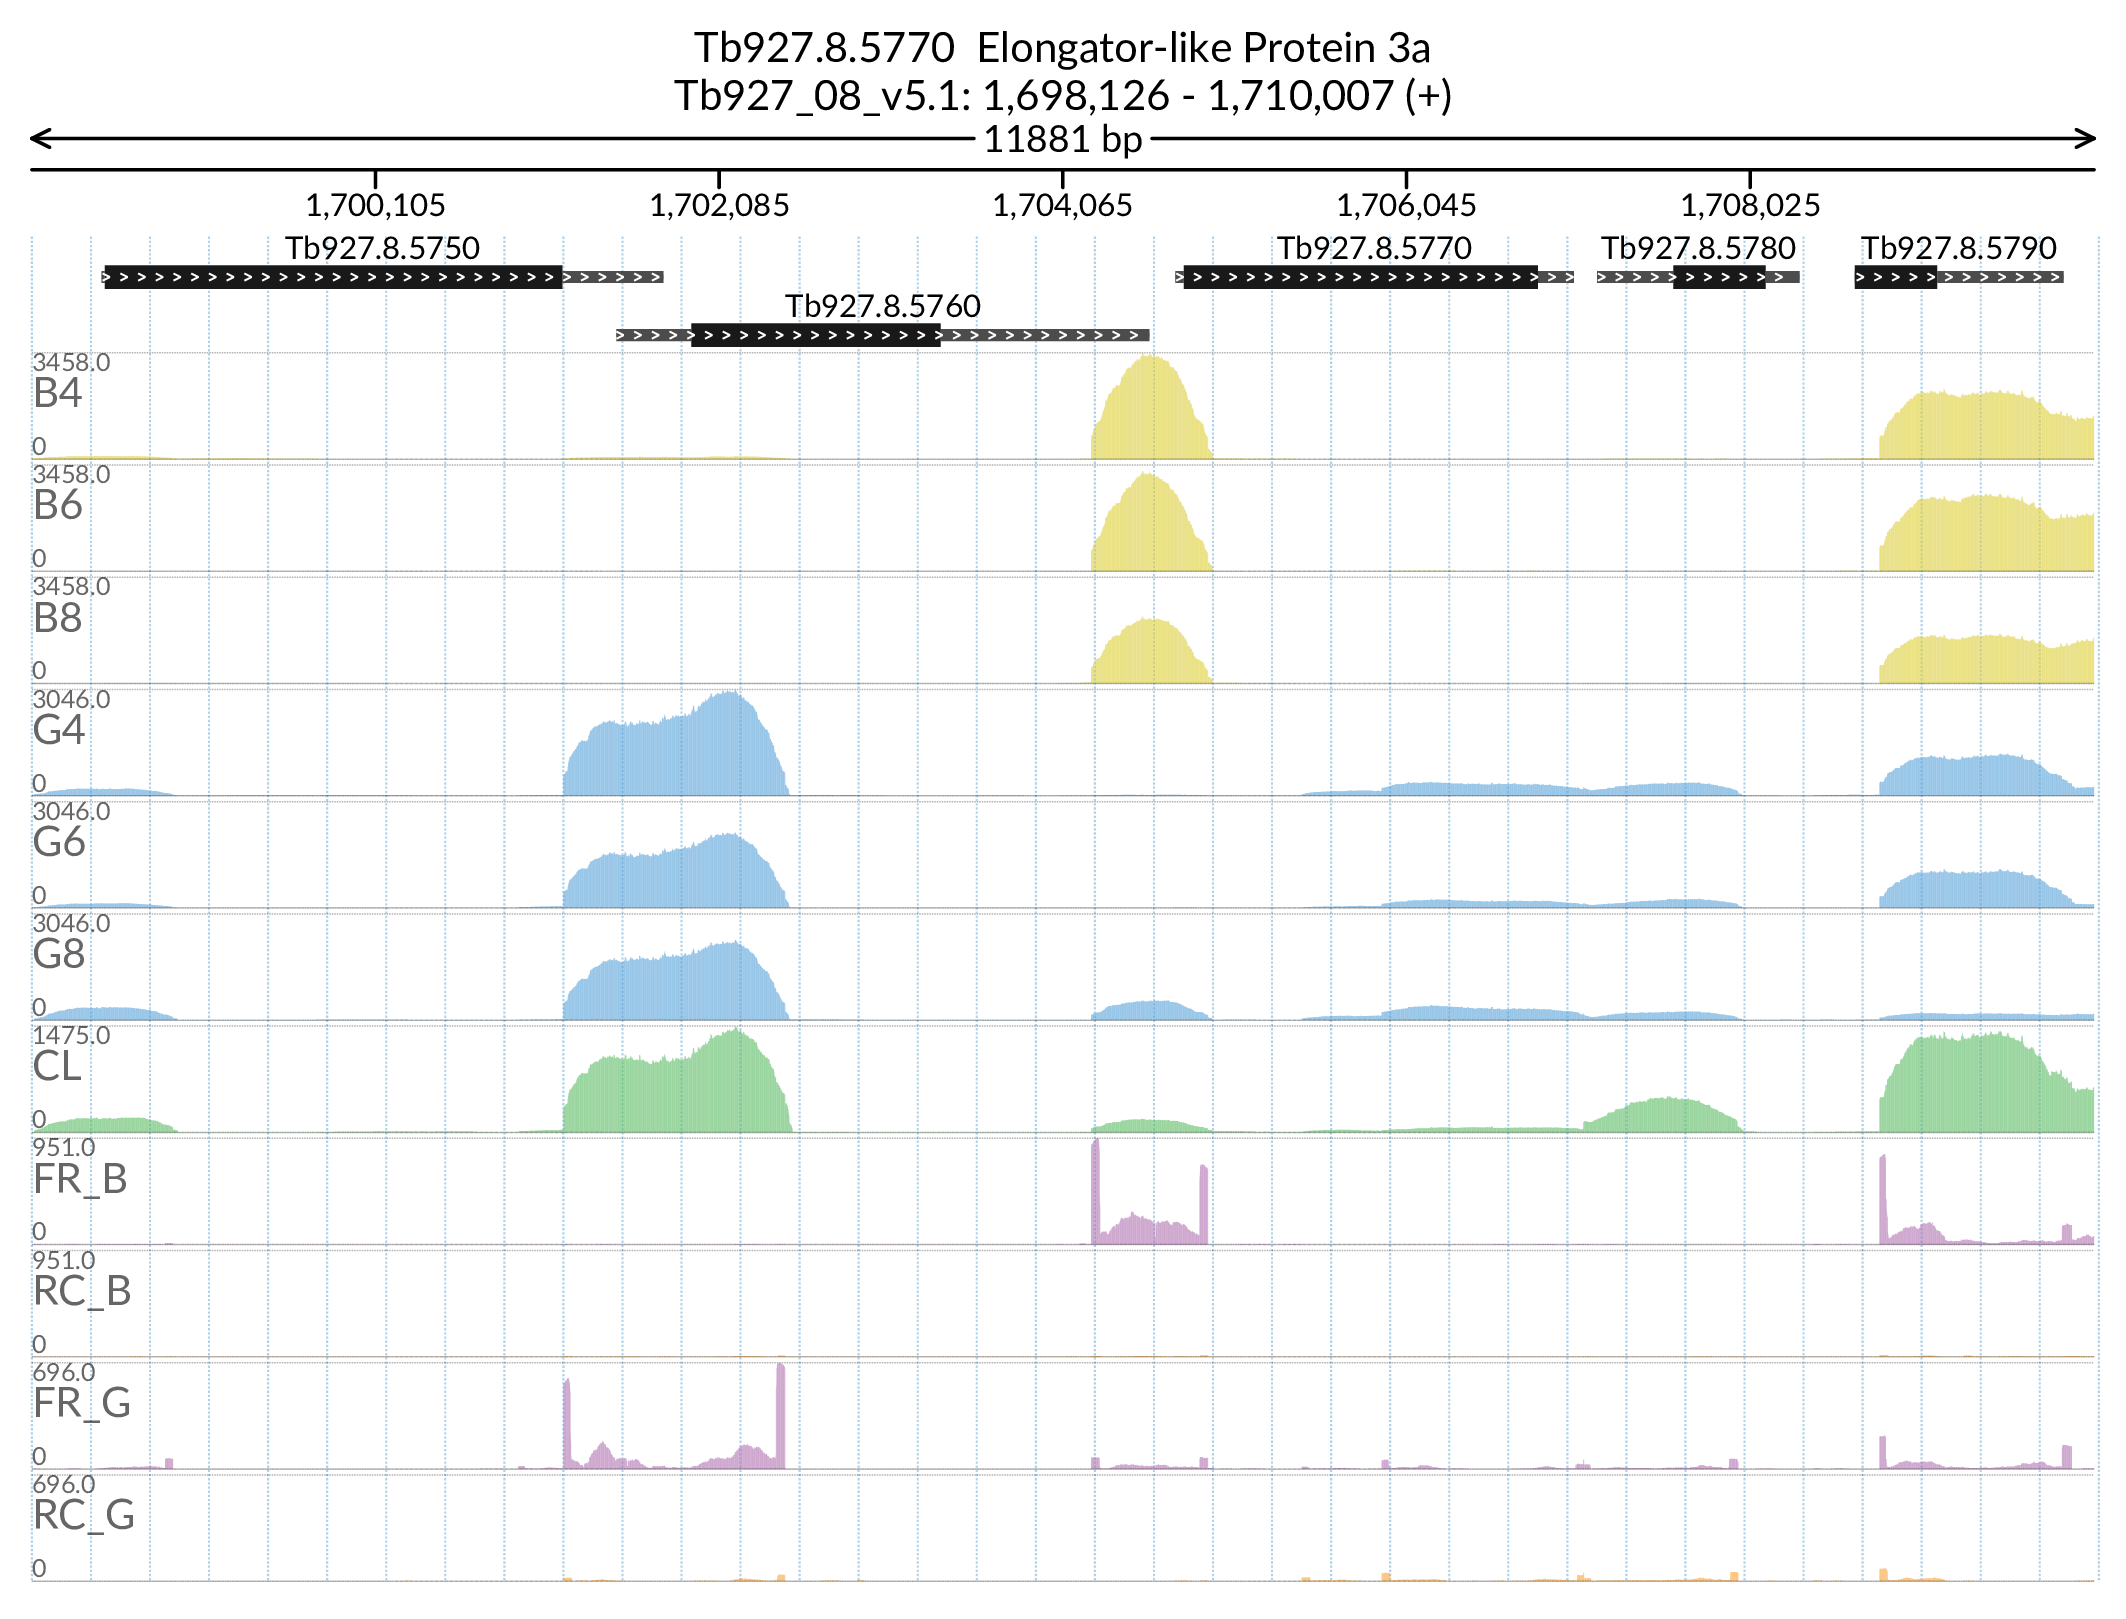 Tb927.8.5770 Elongator-like Protein 3a
Tb927_08_v5.1: 1,698,126 - 1,710,007 (+)
11881 bp
1,700,105 1,702,085 1,704,065 1,706,045 1,708,025
Tb927.8.5750 Tb927.8.5770 Tb927.8.5780 Tb927.8.5790
Tb927.8.5760
3458.0
B4
0
3458.0
B6
0
3458.0
B8
0
3046.0
G4
0
3046.0
G6
0
3046.0
G8
0
1475.0
CL
0
951.0
FR_B
0
951.0
RC_B
0
696.0
FR_G
0
696.0
RC_G
0